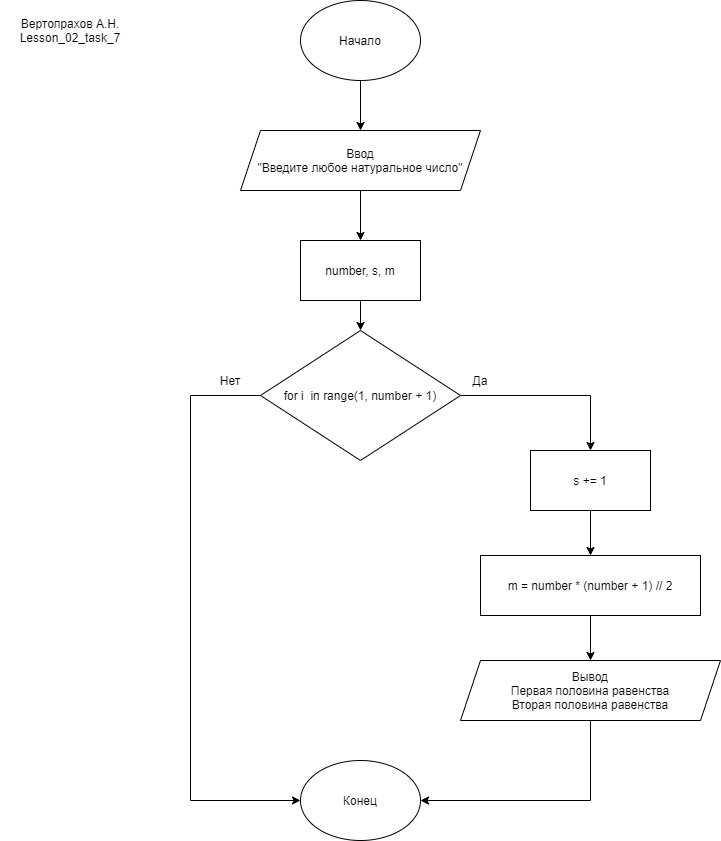 Вертопрахов А.Н.
Lesson_02_task_7
Начало
Ввод
"Введите любое натуральное число"
number, s, m
Нет
for i in range(1, number + 1)
Да
s += 1
m = number * (number + 1) // 2
Вывод
Первая половина равенства
Вторая половина равенства
Конец